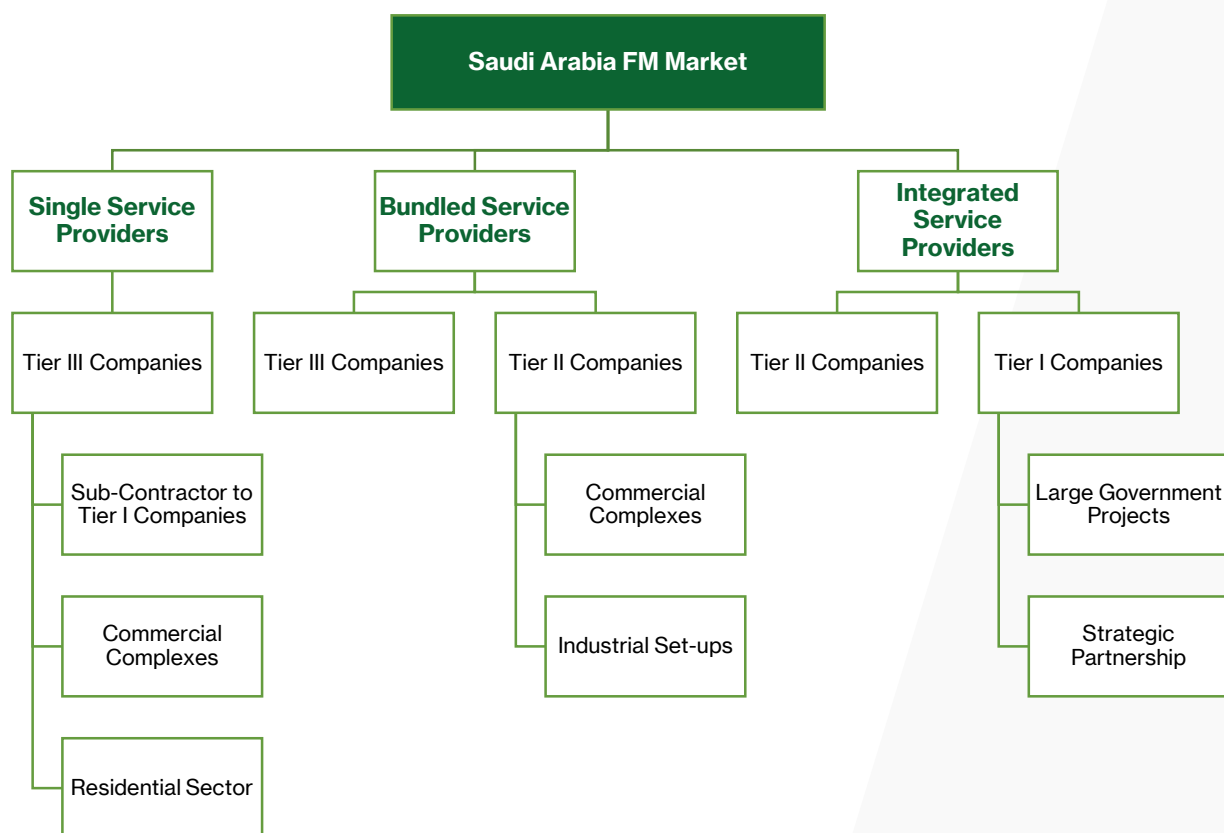 Saudi Arabia FM Market
Single Service
Providers
Bundled Service
Providers
Integrated
Service
Providers
Tier III Companies
Tier III Companies
Tier II Companies
Tier II Companies
Tier I Companies
Sub-Contractor to
Tier I Companies
Commercial
Complexes
Large Government
Projects
Commercial
Complexes
Industrial Set-ups
Strategic
Partnership
Residential Sector